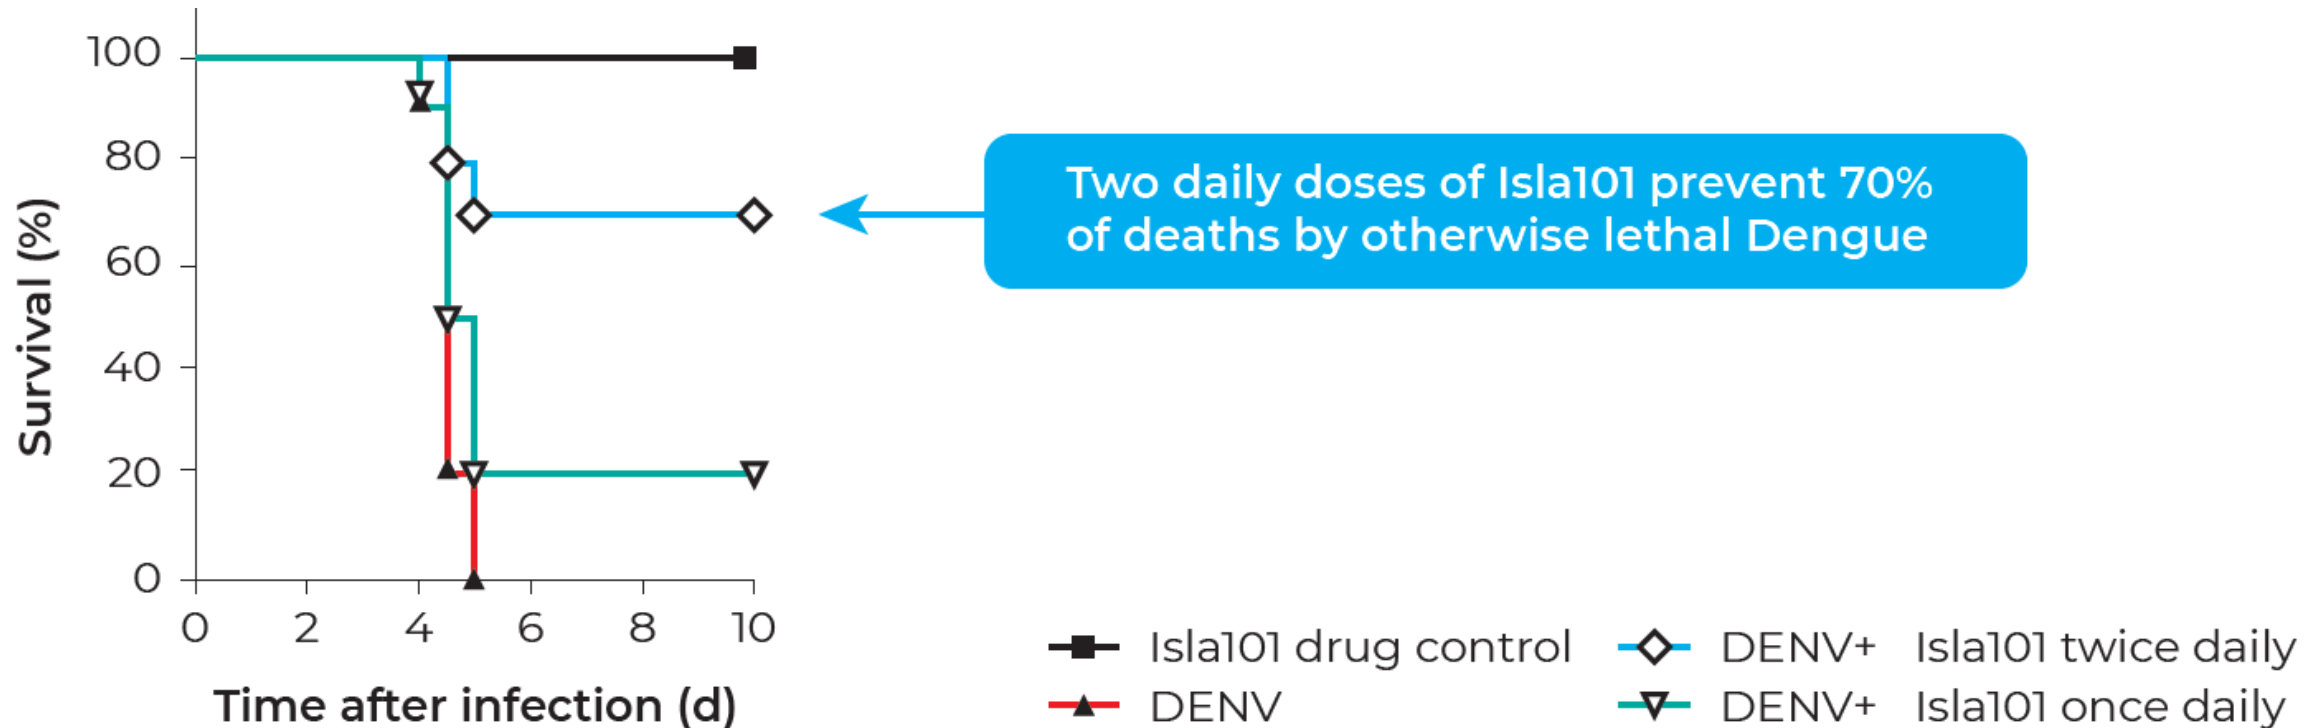 100
80
60
40
20
0
Survival (%)
0 2 4 6 8 10
Time after infection (d)
Two daily doses of Isla101 prevent 70%
of deaths by otherwise lethal Dengue
Isla101 drug control
DENV
DENV+ Isla101 twice daily
DENV+ Isla101 once daily